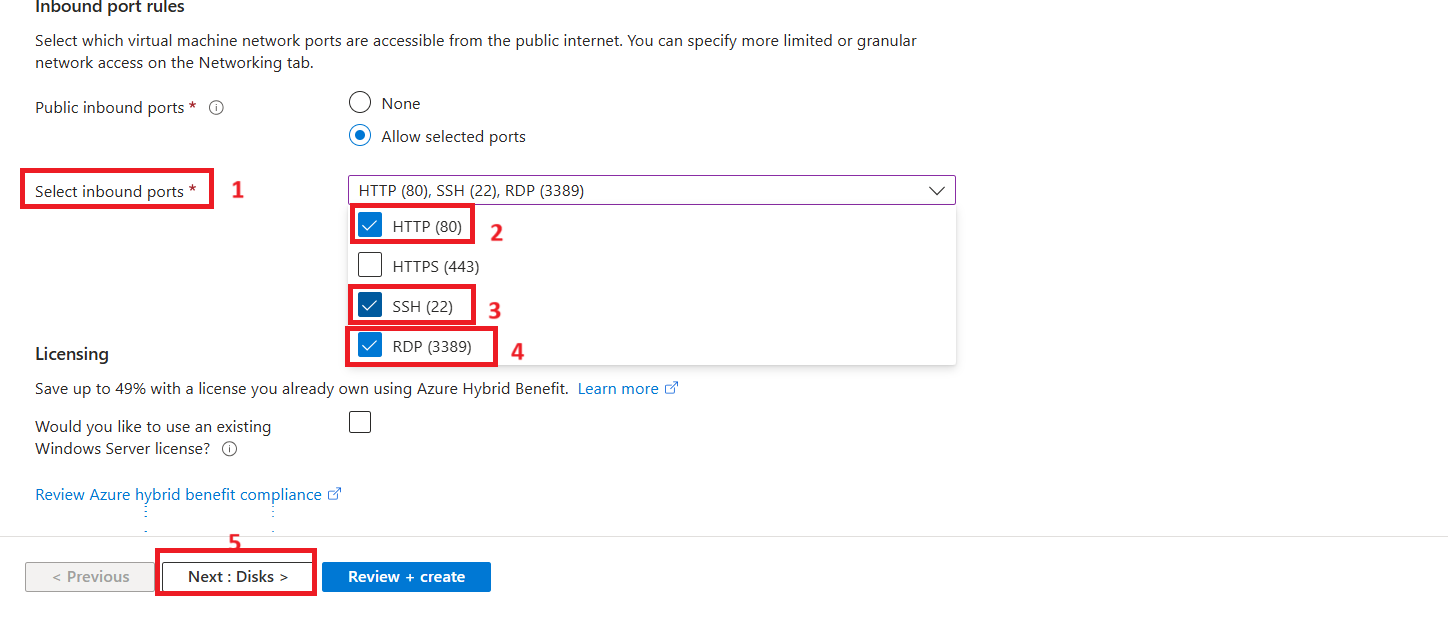 Inbound port rules
Select which virtual machine network ports are accessible from the public internet. You can specify more limited or granular
network access on the Networking tab.
Public inbound ports *
None
Allow selected ports
Select inbound ports * 1
HTTP (80), SSH (22), RDP (3389)
HTTP (80) 2
HTTPS (443)
SSH (22) 3
RDP (3389) 4
Licensing
Save up to 49% with a license you already own using Azure Hybrid Benefit. Learn more
Would you like to use an existing
Windows Server license?
Review Azure hybrid benefit compliance
5
< Previous
Next : Disks >
Review + create